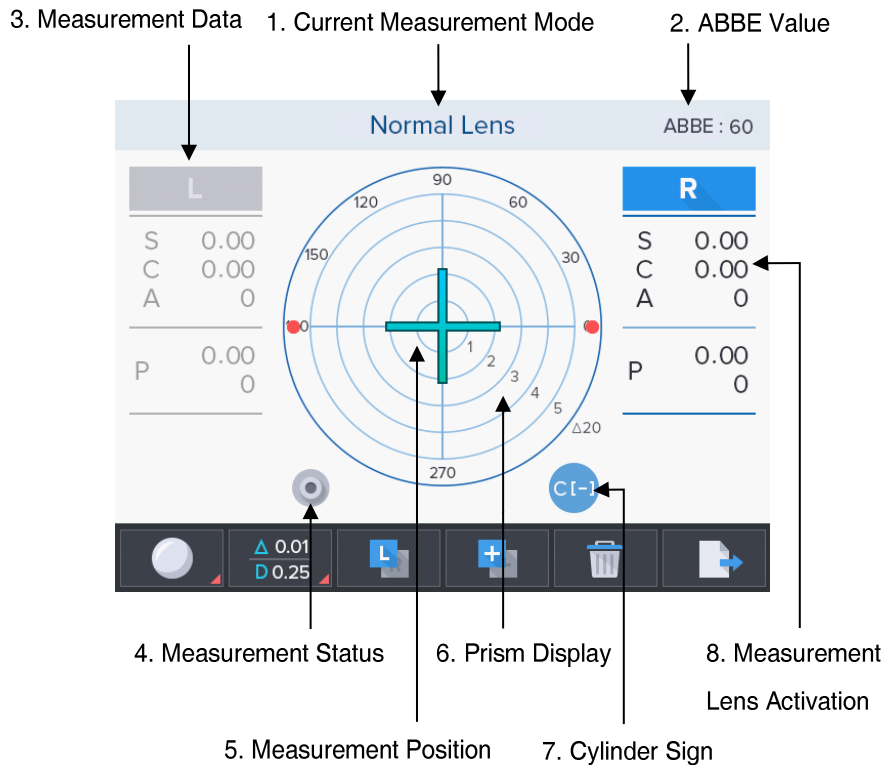 3. Measurement Data
1. Current Measurement Mode
2. ABBE Value
Normal Lens
ABBE : 60
L
S 0.00
C 0.00
A 0
P 0.00
0
90
120
60
150
30
0
0
1
2
3
4
5
△20
270
R
S 0.00
C 0.00
A 0
P 0.00
0
C[-]
△ 0.01
D 0.25
L
R
+
4. Measurement Status
6. Prism Display
8. Measurement
Lens Activation
5. Measurement Position
7. Cylinder Sign